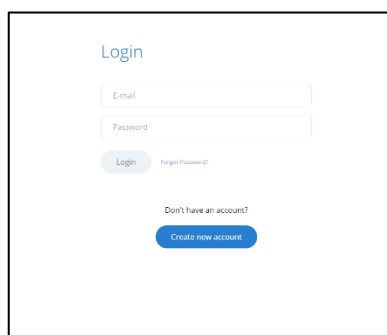 Login
E-mail
Password
Login Forgot Password?
Don't have an account?
Create new account